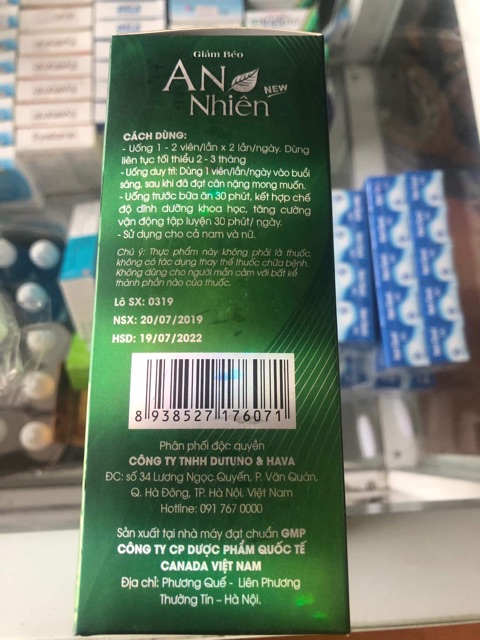 Giảm Béo
AN
Nhiên NEW
CÁCH DÙNG:
- Uống 1 - 2 viên/lần x 2 lần/ngày. Dùng
liên tục tối thiểu 2 - 3 tháng
- Uống duy trì: Dùng 1 viên/lần/ngày vào buổi
sáng, sau khi đã đạt cân nặng mong muốn.
- Uống trước bữa ăn 30 phút, kết hợp chế
độ dinh dưỡng khoa học, tăng cường
vận động tập luyện 30 phút/ ngày.
- Sử dụng cho cả nam và nữ.
Chú ý: Thực phẩm này không phải là thuốc,
không có tác dụng thay thế thuốc chữa bệnh.
Không dùng cho người mẫn cảm với bất kể
thành phần nào của thuốc.
Lô SX: 0319
NSX: 20/07/2019
HSD: 19/07/2022
8 938527 176071
Phân phối độc quyền
CÔNG TY TNHH DUTUNO & HAVA
ĐC: số 34 Lương Ngọc Quyến, P. Văn Quán,
Q. Hà Đông, TP. Hà Nội, Việt Nam
Hotline: 091 767 0000
Sản xuất tại nhà máy đạt chuẩn GMP
CÔNG TY CP DƯỢC PHẨM QUỐC TẾ
CANADA VIỆT NAM
Địa chỉ: Phương Quế - Liên Phương
Thường Tín - Hà Nội.